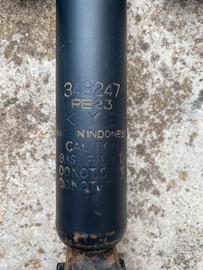 343247
PE23
KYB
MADE IN INDONESIA
CAUTION
GAS FILLED
DO NOT OPEN
DO NOT